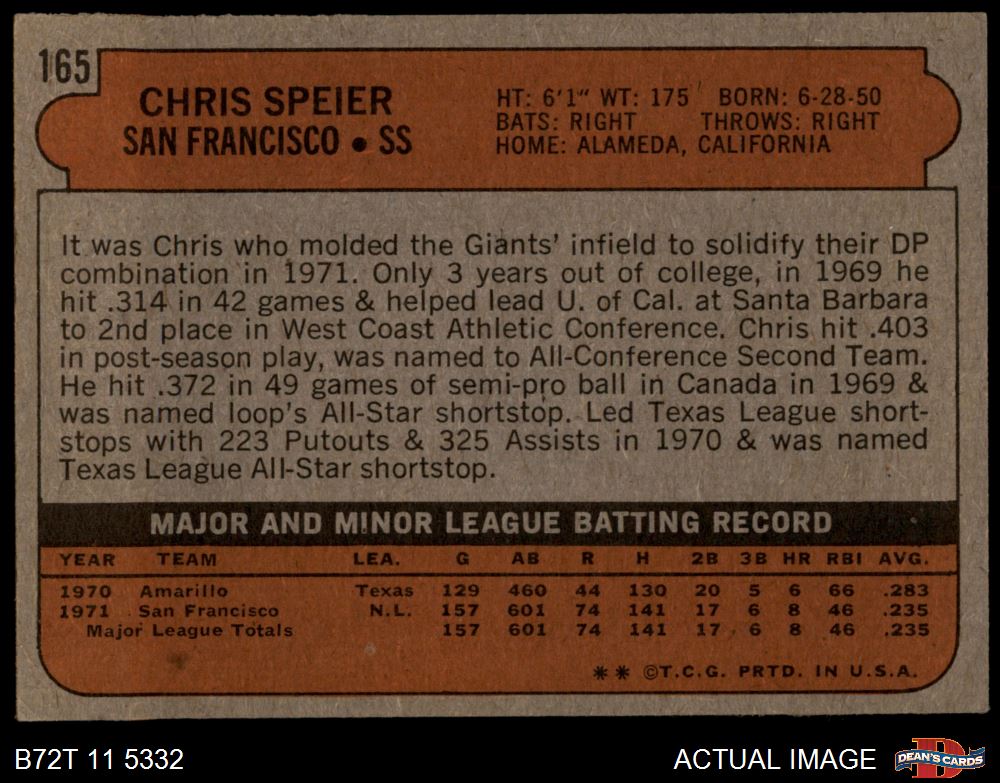 165
CHRIS SPEIER
SAN FRANCISCO • SS
HT: 6'1" WT: 175 BORN: 6-28-50
BATS: RIGHT THROWS: RIGHT
HOME: ALAMEDA, CALIFORNIA
It was Chris who molded the Giants' infield to solidify their DP
combination in 1971. Only 3 years out of college, in 1969 he
hit .314 in 42 games & helped lead U. of Cal. at Santa Barbara
to 2nd place in West Coast Athletic Conference. Chris hit .403
in post-season play, was named to All-Conference Second Team.
He hit .372 in 49 games of semi-pro ball in Canada in 1969 &
was named loop's All-Star shortstop. Led Texas League short-
stops with 223 Putouts & 325 Assists in 1970 & was named
Texas League All-Star shortstop.
MAJOR AND MINOR LEAGUE BATTING RECORD
YEAR TEAM LEA. G AB R H 2B 3B HR RBI AVG.
1970 Amarillo Texas 129 460 44 130 20 5 6 66 .283
1971 San Francisco N.L. 157 601 74 141 17 6 8 46 .235
Major League Totals 157 601 74 141 17 6 8 46 .235
** ©T.C.G. PRTD. IN U.S.A.
B72T 11 5332
ACTUAL IMAGE
D
DEAN'S CARDS